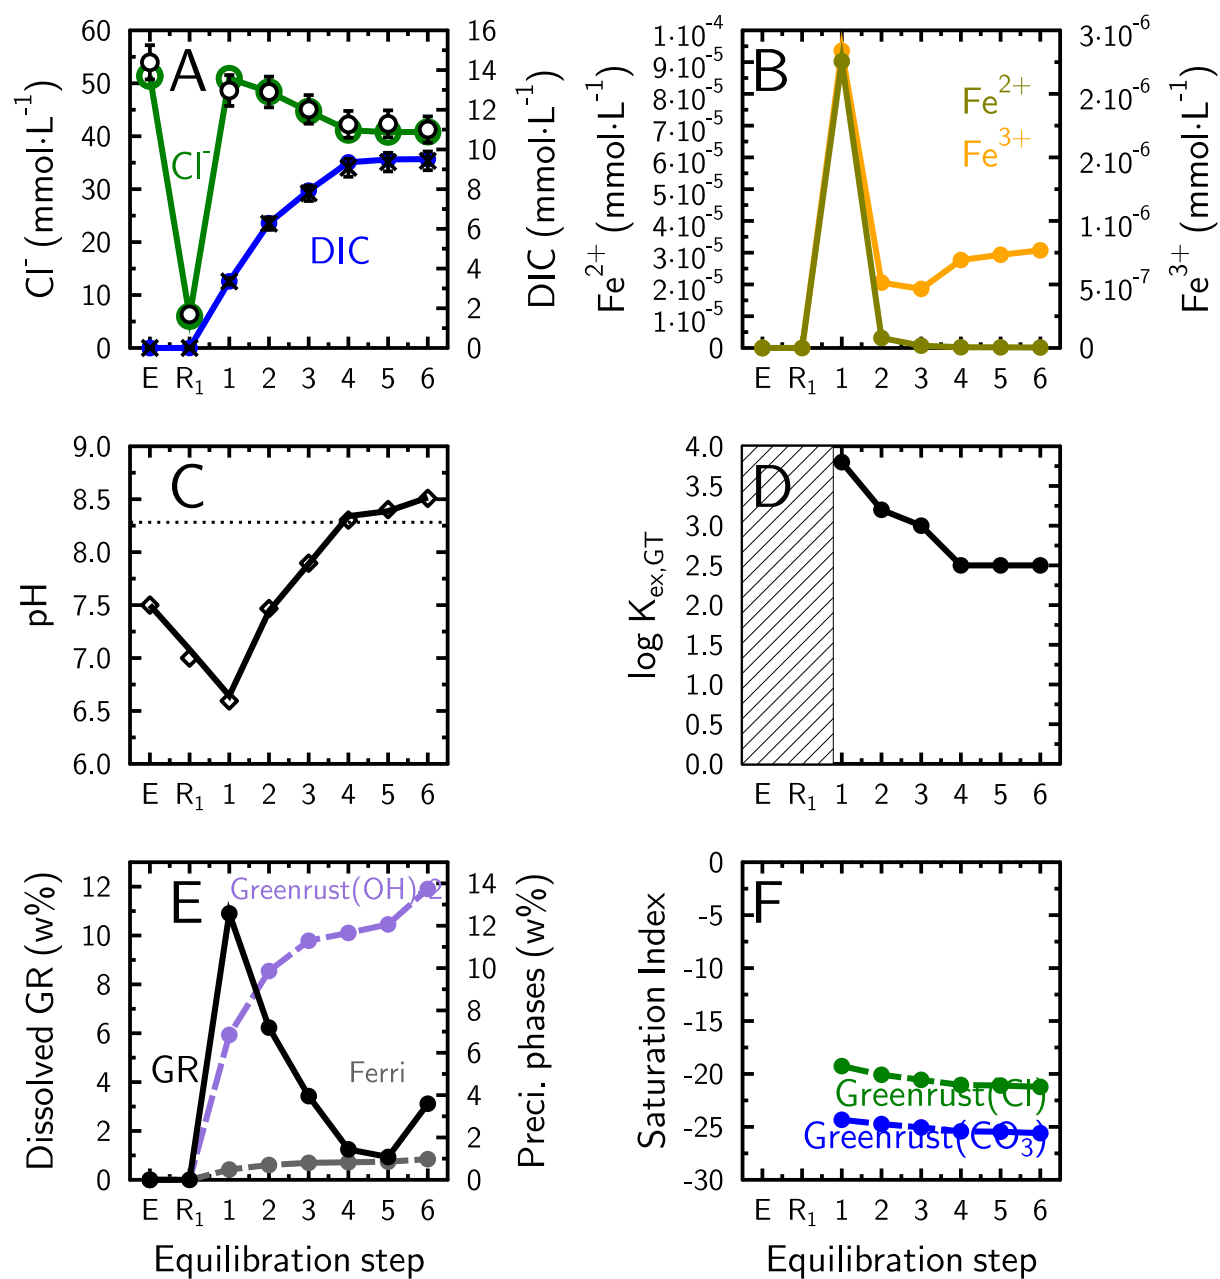 A
Cl⁻ (mmol·L⁻¹)
60
50
40
30
20
10
0
16
14
12
10
8
6
4
2
0
DIC (mmol·L⁻¹)
Cl⁻
DIC
E R₁ 1 2 3 4 5 6
B
Fe²⁺ (mmol·L⁻¹)
1·10⁻⁴
9·10⁻⁵
8·10⁻⁵
7·10⁻⁵
6·10⁻⁵
5·10⁻⁵
4·10⁻⁵
3·10⁻⁵
2·10⁻⁵
1·10⁻⁵
0
3·10⁻⁶
2·10⁻⁶
2·10⁻⁶
1·10⁻⁶
5·10⁻⁷
0
Fe³⁺ (mmol·L⁻¹)
Fe²⁺
Fe³⁺
E R₁ 1 2 3 4 5 6
C
pH
9.0
8.5
8.0
7.5
7.0
6.5
6.0
E R₁ 1 2 3 4 5 6
D
log K_ex,GT
4.0
3.5
3.0
2.5
2.0
1.5
1.0
0.5
0.0
E R₁ 1 2 3 4 5 6
E
Dissolved GR (w%)
12
10
8
6
4
2
0
14
12
10
8
6
4
2
0
Preci. phases (w%)
Greenrust(OH)-2
GR
Ferri
E R₁ 1 2 3 4 5 6
Equilibration step
F
Saturation Index
0
-5
-10
-15
-20
-25
-30
Greenrust(Cl)
Greenrust(CO₃)
E R₁ 1 2 3 4 5 6
Equilibration step